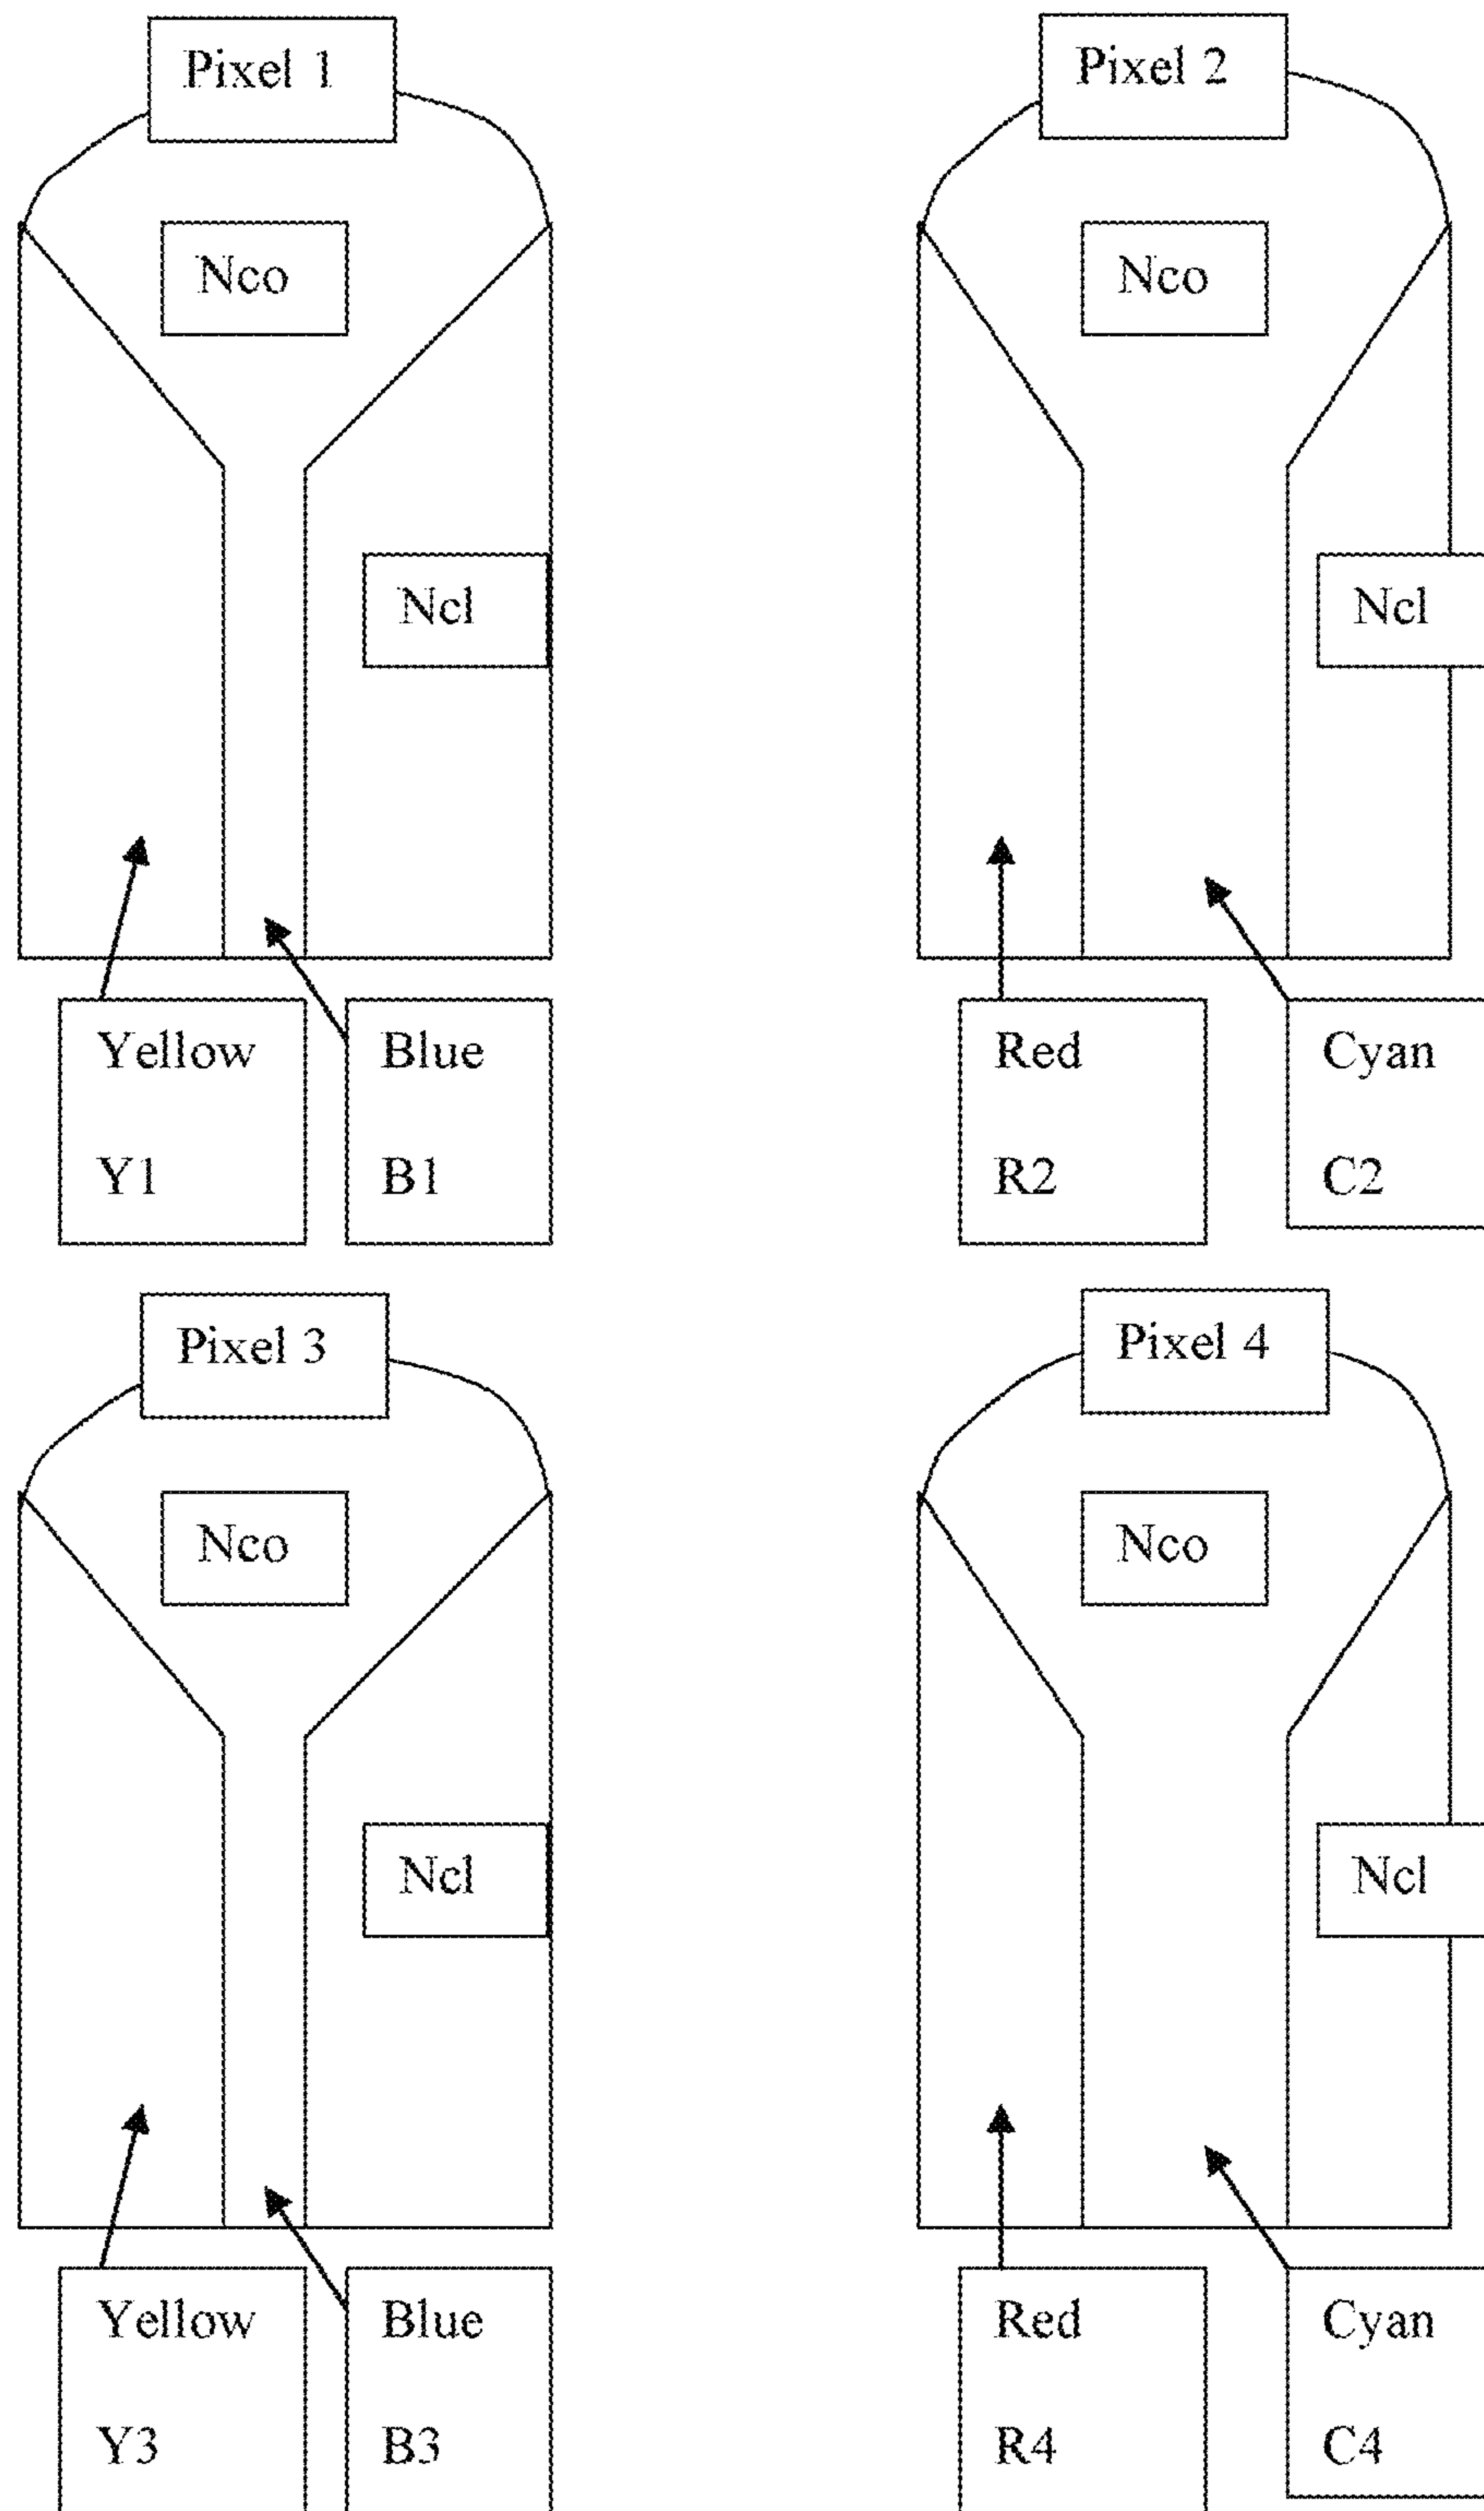 Pixel 1
Pixel 2
Nco
Nco
Ncl
Ncl
Yellow
Y1
Blue
B1
Red
R2
Cyan
C2
Pixel 3
Pixel 4
Nco
Nco
Ncl
Ncl
Yellow
Y3
Blue
B3
Red
R4
Cyan
C4